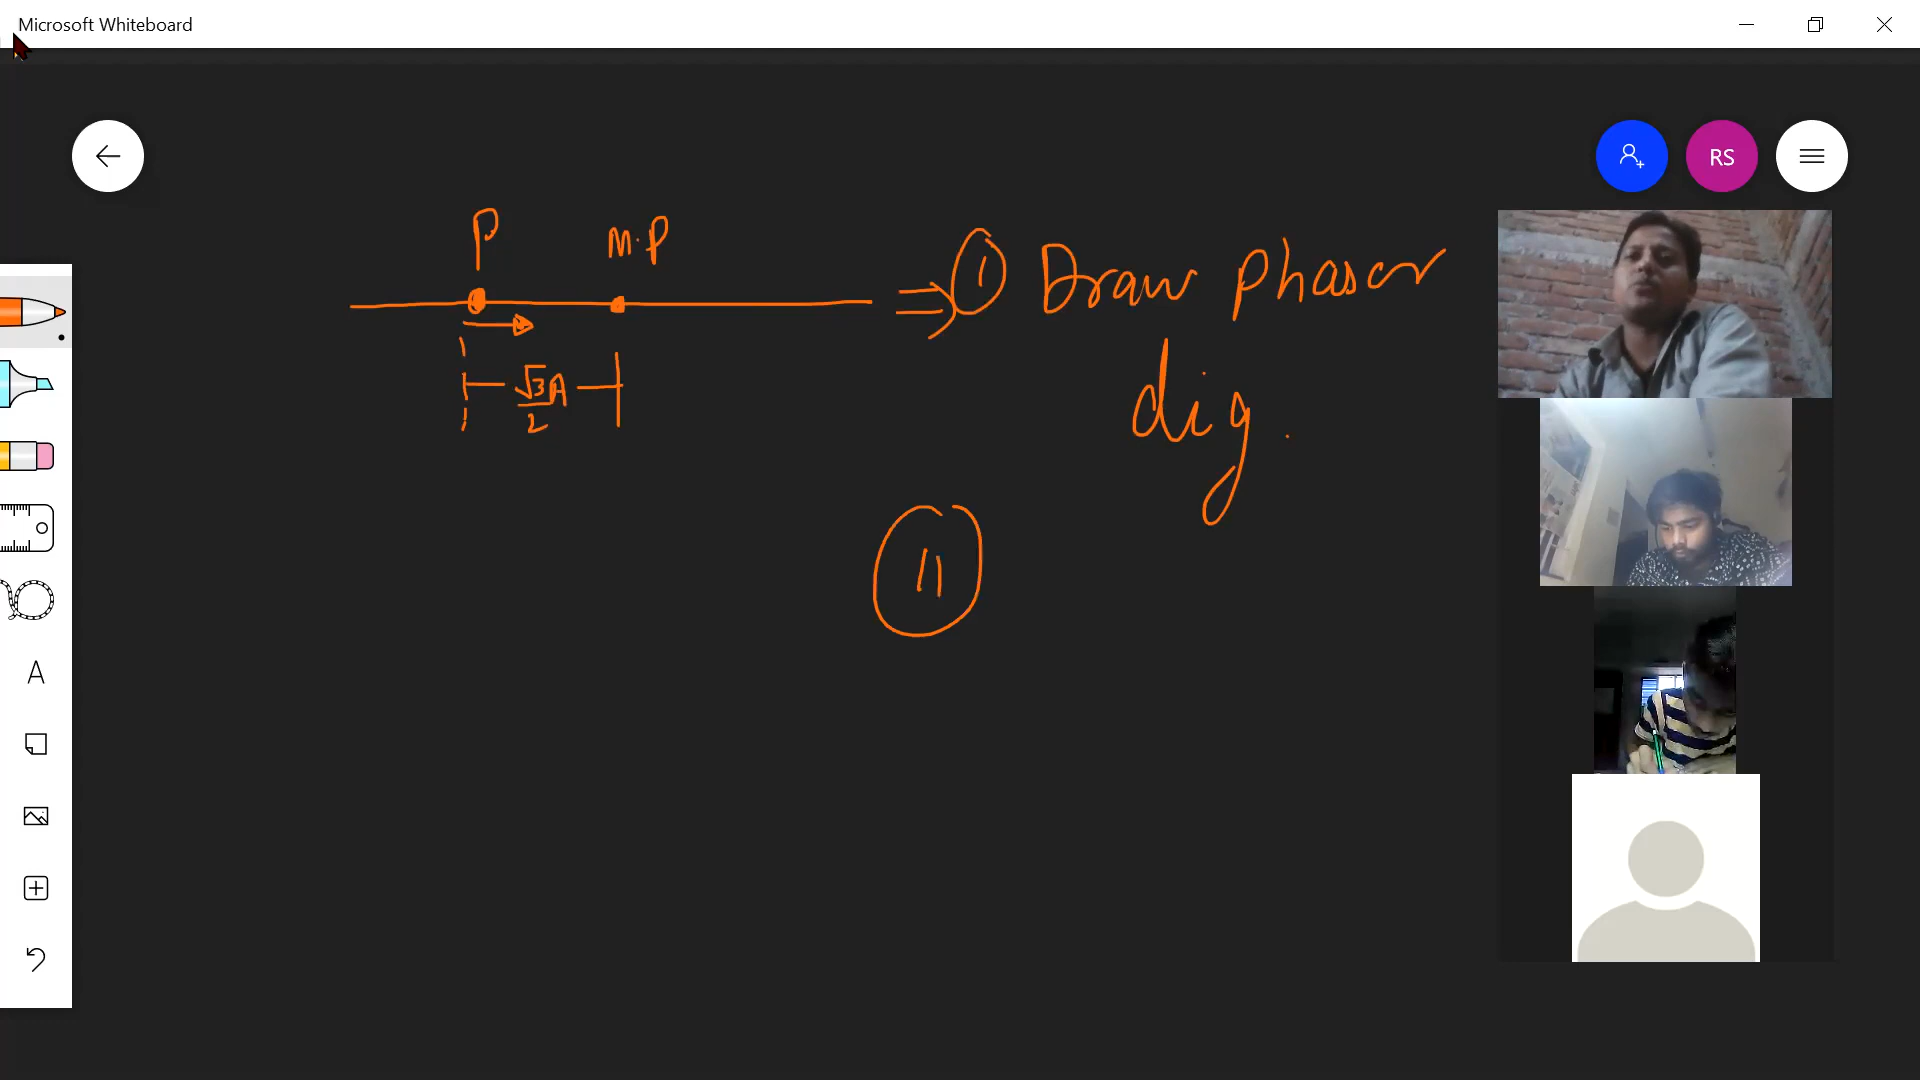 Microsoft Whiteboard
RS
P
M.P
⇒ ① Draw phasor
dig.
√3A
2
11
A